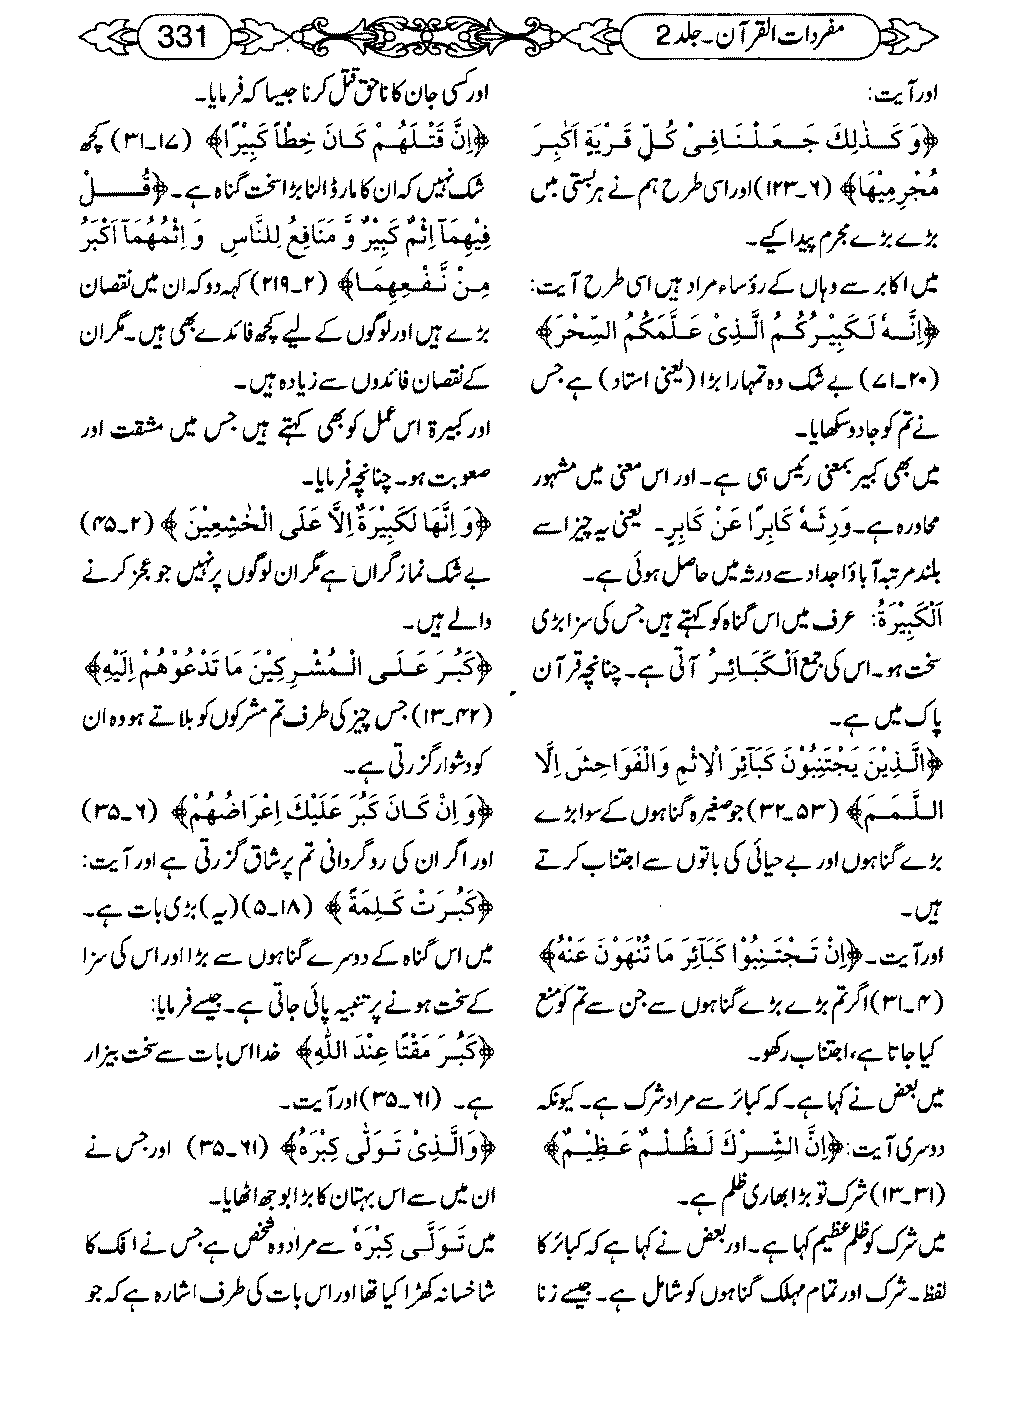 مفردات القرآن۔ جلد 2
331
اور آیت:
﴿وَ كَذٰلِكَ جَعَلْنَا فِىْ كُلِّ قَرْيَةٍ اَكٰبِرَ
مُجْرِمِيْهَا﴾ (۶۔۱۲۳) اور اسی طرح ہم نے ہر بستی میں
بڑے بڑے مجرم پیدا کیے۔
میں اکابر سے وہاں کے رؤساء مراد ہیں اسی طرح آیت:
﴿اِنَّهٗ لَكَبِيْرُكُمُ الَّذِىْ عَلَّمَكُمُ السِّحْرَ﴾
(۲۰۔۷۱) بے شک وہ تمہارا بڑا (یعنی استاد) ہے جس
نے تم کو جادو سکھایا۔
میں بھی کبیر بمعنی رئیس ہی ہے۔ اور اس معنی میں مشہور
محاورہ ہے۔ وَرِثَهٗ كَابِرًا عَنْ كَابِرٍ۔ یعنی یہ چیز اسے
بلند مرتبہ آباؤ اجداد سے ورثہ میں حاصل ہوئی ہے۔
اَلْكَبِيْرَةُ: عرف میں اس گناہ کو کہتے ہیں جس کی سزا بڑی
سخت ہو۔ اس کی جمع اَلْكَبَائِرُ آتی ہے۔ چنانچہ قرآن
پاک میں ہے۔
﴿الَّذِيْنَ يَجْتَنِبُوْنَ كَبَآئِرَ الْاِثْمِ وَالْفَوَاحِشَ اِلَّا
اللَّمَمَ﴾ (۵۳۔۳۲) جو صغیرہ گناہوں کے سوا بڑے
بڑے گناہوں اور بے حیائی کی باتوں سے اجتناب کرتے
ہیں۔
اور آیت۔ ﴿اِنْ تَجْتَنِبُوْا كَبَآئِرَ مَا تُنْهَوْنَ عَنْهُ﴾
(۴۔۳۱) اگر تم بڑے بڑے گناہوں سے جن سے تم کو منع
کیا جاتا ہے، اجتناب رکھو۔
میں بعض نے کہا ہے۔ کہ کبائر سے مراد شرک ہے۔ کیونکہ
دوسری آیت: ﴿اِنَّ الشِّرْكَ لَظُلْمٌ عَظِيْمٌ﴾
(۳۱۔۱۳) شرک تو بڑا بھاری ظلم ہے۔
میں شرک کو ظلم عظیم کہا ہے۔ اور بعض نے کہا ہے کہ کبائر کا
لفظ۔ شرک اور تمام مہلک گناہوں کو شامل ہے۔ جیسے زنا
اور کسی جان کا ناحق قتل کرنا جیسا کہ فرمایا۔
﴿اِنَّ قَتْلَهُمْ كَانَ خِطْاً كَبِيْرًا﴾ (۱۷۔۳۱) کچھ
شک نہیں کہ ان کا مار ڈالنا بڑا سخت گناہ ہے۔ ﴿قُلْ
فِيْهِمَآ اِثْمٌ كَبِيْرٌ وَّ مَنَافِعُ لِلنَّاسِ وَ اِثْمُهُمَآ اَكْبَرُ
مِنْ نَّفْعِهِمَا﴾ (۲۔۲۱۹) کہہ دو کہ ان میں نقصان
بڑے ہیں اور لوگوں کے لیے کچھ فائدے بھی ہیں۔ مگر ان
کے نقصان فائدوں سے زیادہ ہیں۔
اور کبیرۃ اس عمل کو بھی کہتے ہیں جس میں مشقت اور
صعوبت ہو۔ چنانچہ فرمایا۔
﴿وَ اِنَّهَا لَكَبِيْرَةٌ اِلَّا عَلَى الْخٰشِعِيْنَ﴾ (۲۔۴۵)
بے شک نماز گراں ہے مگر ان لوگوں پر نہیں جو عجز کرنے
والے ہیں۔
﴿كَبُرَ عَلَى الْمُشْرِكِيْنَ مَا تَدْعُوْهُمْ اِلَيْهِ﴾
(۴۲۔۱۳) جس چیز کی طرف تم مشرکوں کو بلاتے ہو وہ ان
کو دشوار گزرتی ہے۔
﴿وَ اِنْ كَانَ كَبُرَ عَلَيْكَ اِعْرَاضُهُمْ﴾ (۶۔۳۵)
اور اگر ان کی روگردانی تم پر شاق گزرتی ہے اور آیت:
﴿كَبُرَتْ كَلِمَةً﴾ (۱۸۔۵) (یہ) بڑی بات ہے۔
میں اس گناہ کے دوسرے گناہوں سے بڑا اور اس کی سزا
کے سخت ہونے پر تنبیہ پائی جاتی ہے۔ جیسے فرمایا:
﴿كَبُرَ مَقْتًا عِنْدَ اللّٰهِ﴾ خدا اس بات سے سخت بیزار
ہے۔ (۶۱۔۳۵) اور آیت۔
﴿وَالَّذِىْ تَوَلّٰى كِبْرَهٗ﴾ (۶۱۔۳۵) اور جس نے
ان میں سے اس بہتان کا بڑا بوجھ اٹھایا۔
میں تَوَلّٰى كِبْرَهٗ سے مراد وہ شخص ہے جس نے افک کا
شاخسانہ کھڑا کیا تھا اور اس بات کی طرف اشارہ ہے کہ جو